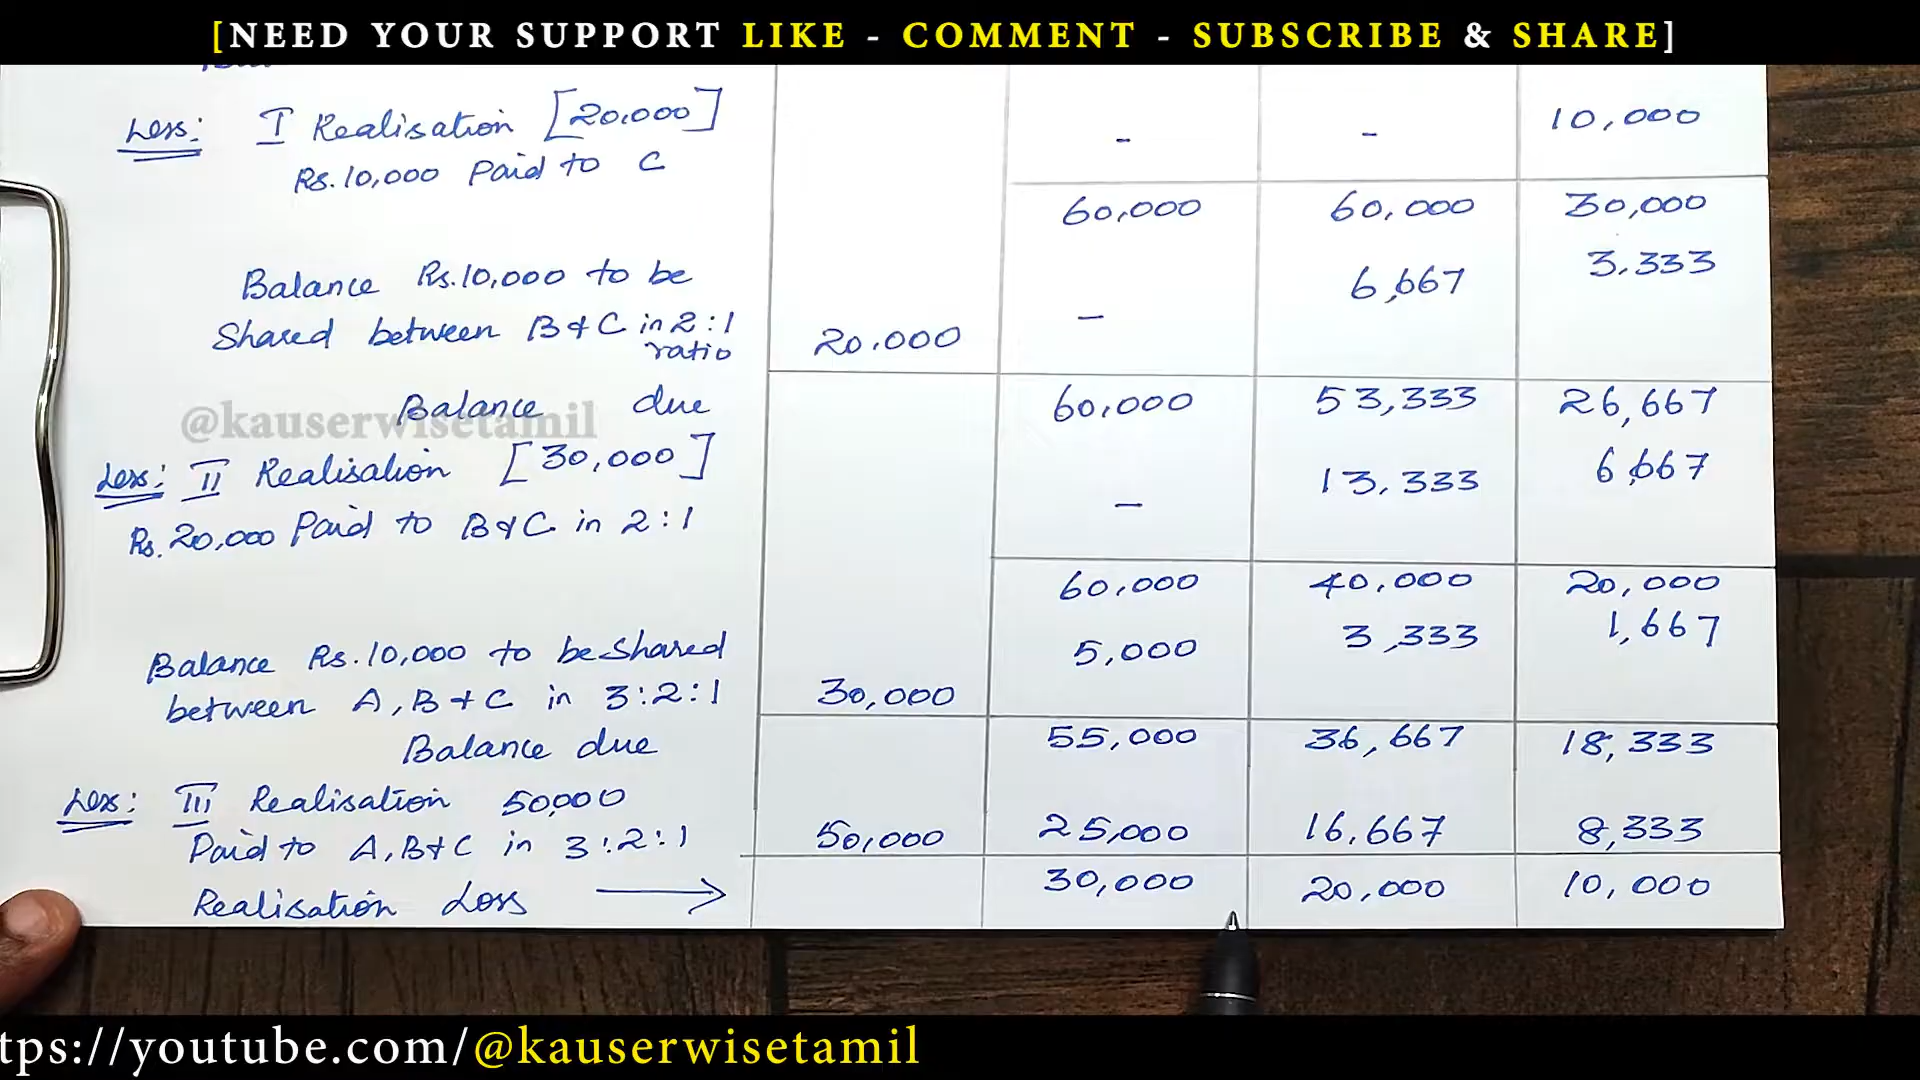 [NEED YOUR SUPPORT LIKE - COMMENT - SUBSCRIBE & SHARE]
Less: I Realisation [20,000] - - 10,000
Rs.10,000 Paid to C
60,000 60,000 30,000
Balance Rs.10,000 to be 6,667 3,333
Shared between B & C in 2:1 ratio 20,000 -
Balance due 60,000 53,333 26,667
@kauserwisetamil
Less: II Realisation [30,000] - 13,333 6,667
Rs.20,000 Paid to B & C in 2:1
60,000 40,000 20,000
Balance Rs.10,000 to be shared 5,000 3,333 1,667
between A, B & C in 3:2:1 30,000
Balance due 55,000 36,667 18,333
Less: III Realisation 50,000
Paid to A, B & C in 3:2:1 50,000 25,000 16,667 8,333
Realisation Loss → 30,000 20,000 10,000
tps://youtube.com/@kauserwisetamil